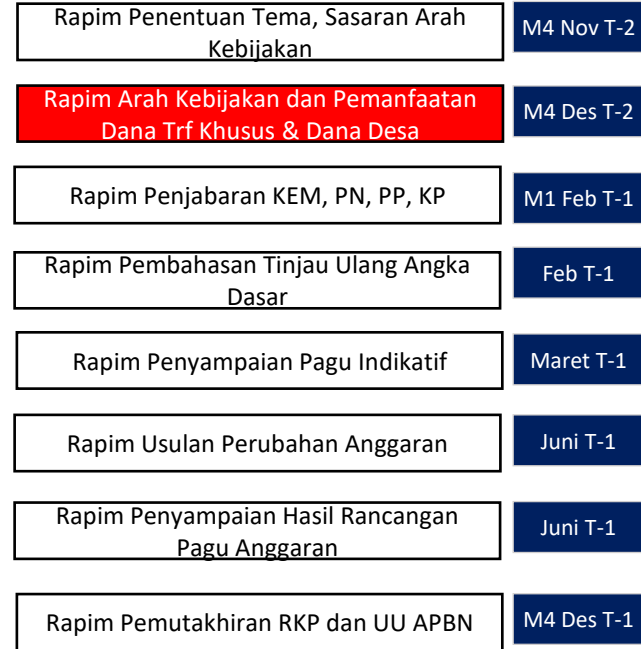 Rapim Penentuan Tema, Sasaran Arah
Kebijakan
M4 Nov T-2
Rapim Arah Kebijakan dan Pemanfaatan
Dana Trf Khusus & Dana Desa
M4 Des T-2
Rapim Penjabaran KEM, PN, PP, KP
M1 Feb T-1
Rapim Pembahasan Tinjau Ulang Angka
Dasar
Feb T-1
Rapim Penyampaian Pagu Indikatif
Maret T-1
Rapim Usulan Perubahan Anggaran
Juni T-1
Rapim Penyampaian Hasil Rancangan
Pagu Anggaran
Juni T-1
Rapim Pemutakhiran RKP dan UU APBN
M4 Des T-1